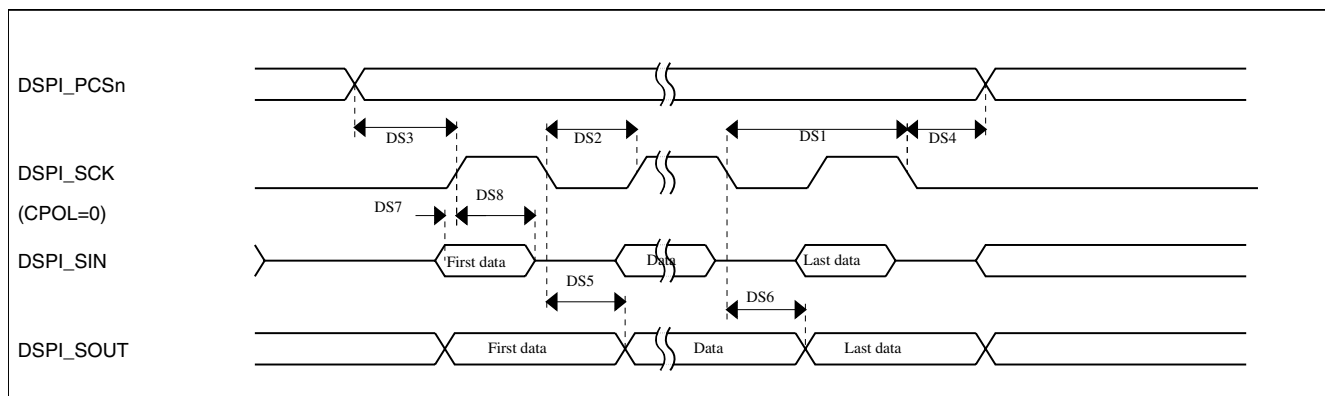 DSPI_PCSn
DS3
DS2
DS1
DS4
DSPI_SCK
(CPOL=0)
DS7
DS8
DSPI_SIN
First data
Data
Last data
DS5
DS6
DSPI_SOUT
First data
Data
Last data